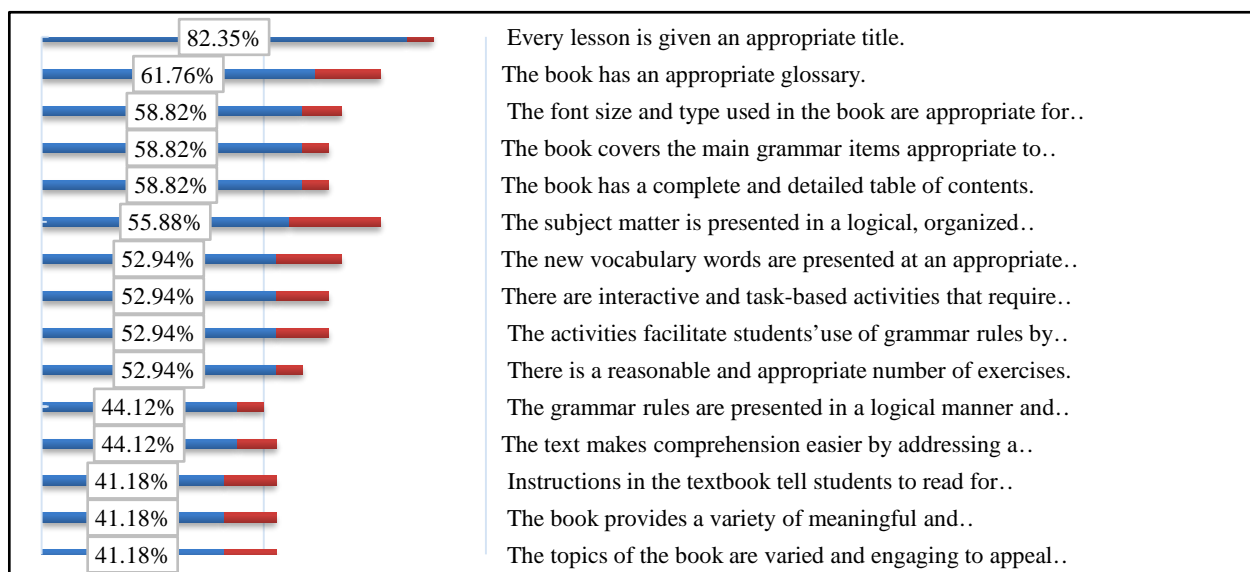 82.35% Every lesson is given an appropriate title.
61.76% The book has an appropriate glossary.
58.82% The font size and type used in the book are appropriate for..
58.82% The book covers the main grammar items appropriate to..
58.82% The book has a complete and detailed table of contents.
55.88% The subject matter is presented in a logical, organized..
52.94% The new vocabulary words are presented at an appropriate..
52.94% There are interactive and task-based activities that require..
52.94% The activities facilitate students’use of grammar rules by..
52.94% There is a reasonable and appropriate number of exercises.
44.12% The grammar rules are presented in a logical manner and..
44.12% The text makes comprehension easier by addressing a..
41.18% Instructions in the textbook tell students to read for..
41.18% The book provides a variety of meaningful and..
41.18% The topics of the book are varied and engaging to appeal..